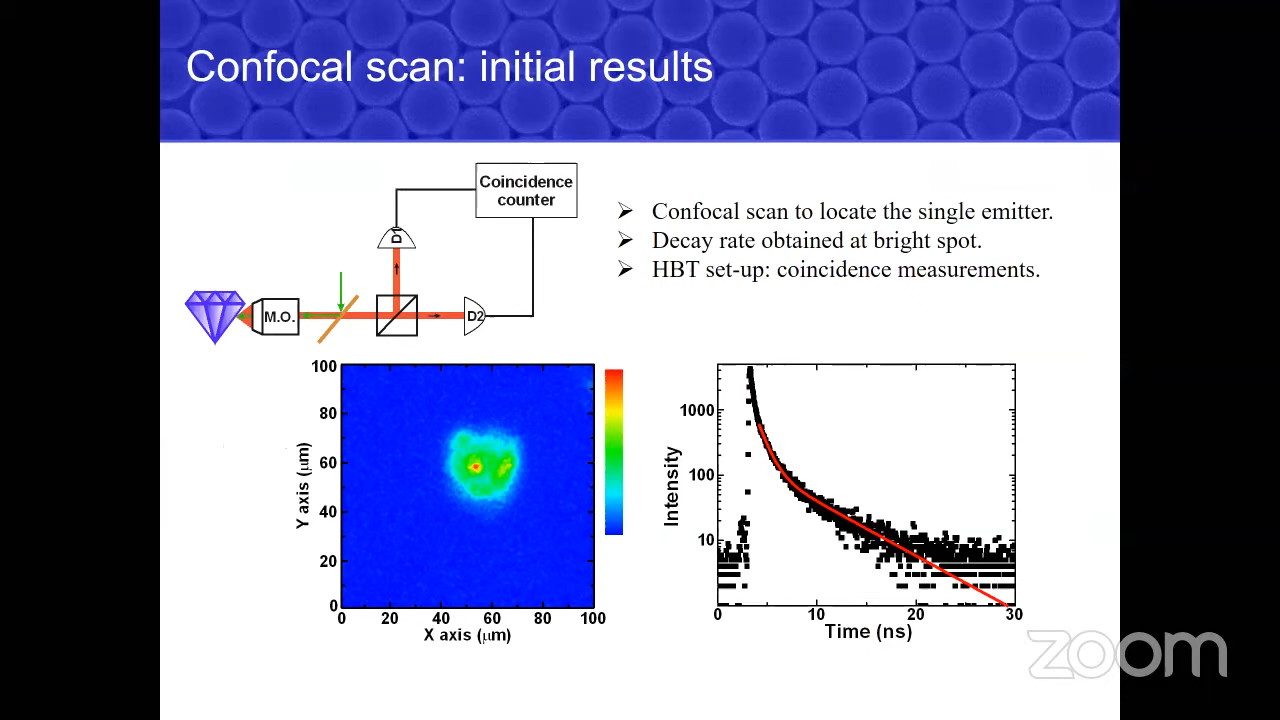 Confocal scan: initial results
Coincidence
counter
D1
M.O.
D2
➢ Confocal scan to locate the single emitter.
➢ Decay rate obtained at bright spot.
➢ HBT set-up: coincidence measurements.
100
80
60
40
20
0
Y axis (μm)
0 20 40 60 80 100
X axis (μm)
1000
100
10
Intensity
0 10 20 30
Time (ns)
zoom